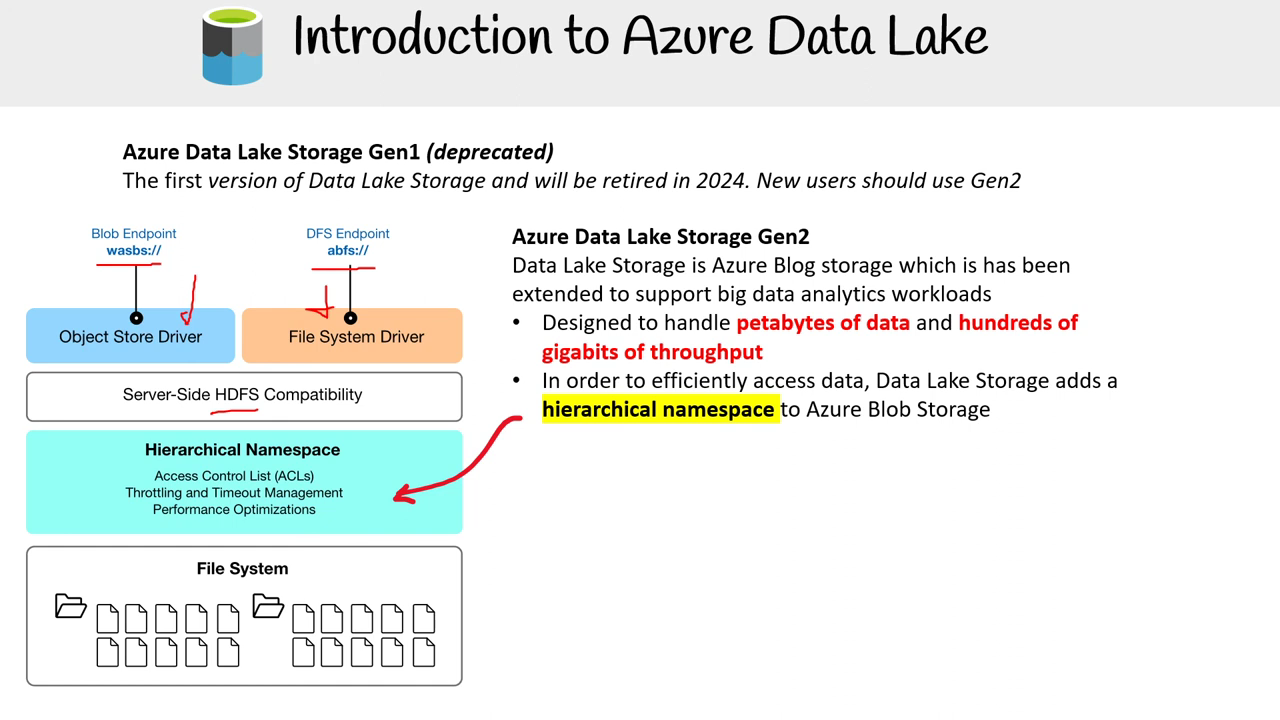 Introduction to Azure Data Lake
Azure Data Lake Storage Gen1 (deprecated)
The first version of Data Lake Storage and will be retired in 2024. New users should use Gen2
Blob Endpoint
wasbs://
DFS Endpoint
abfs://
Object Store Driver
File System Driver
Server-Side HDFS Compatibility
Hierarchical Namespace
Access Control List (ACLs)
Throttling and Timeout Management
Performance Optimizations
File System
Azure Data Lake Storage Gen2
Data Lake Storage is Azure Blog storage which is has been
extended to support big data analytics workloads
• Designed to handle petabytes of data and hundreds of
gigabits of throughput
• In order to efficiently access data, Data Lake Storage adds a
hierarchical namespace to Azure Blob Storage